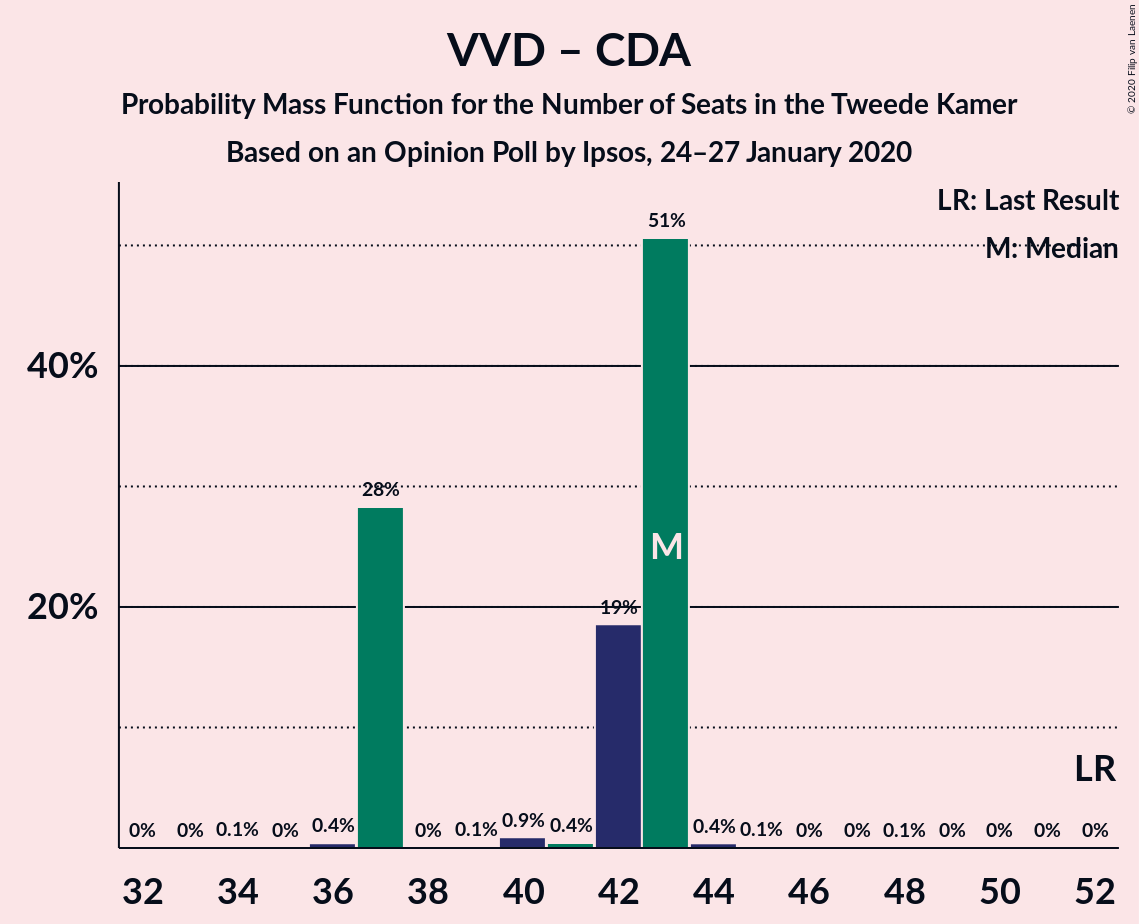 VVD – CDA
Probability Mass Function for the Number of Seats in the Tweede Kamer
Based on an Opinion Poll by Ipsos, 24–27 January 2020
© 2020 Filip van Laenen
LR: Last Result
M: Median
51%
40%
28%
M
20%
19%
LR
0% 0% 0.1% 0% 0.4% 0% 0.1% 0.9% 0.4% 0.4% 0.1% 0% 0% 0.1% 0% 0% 0% 0%
32 34 36 38 40 42 44 46 48 50 52